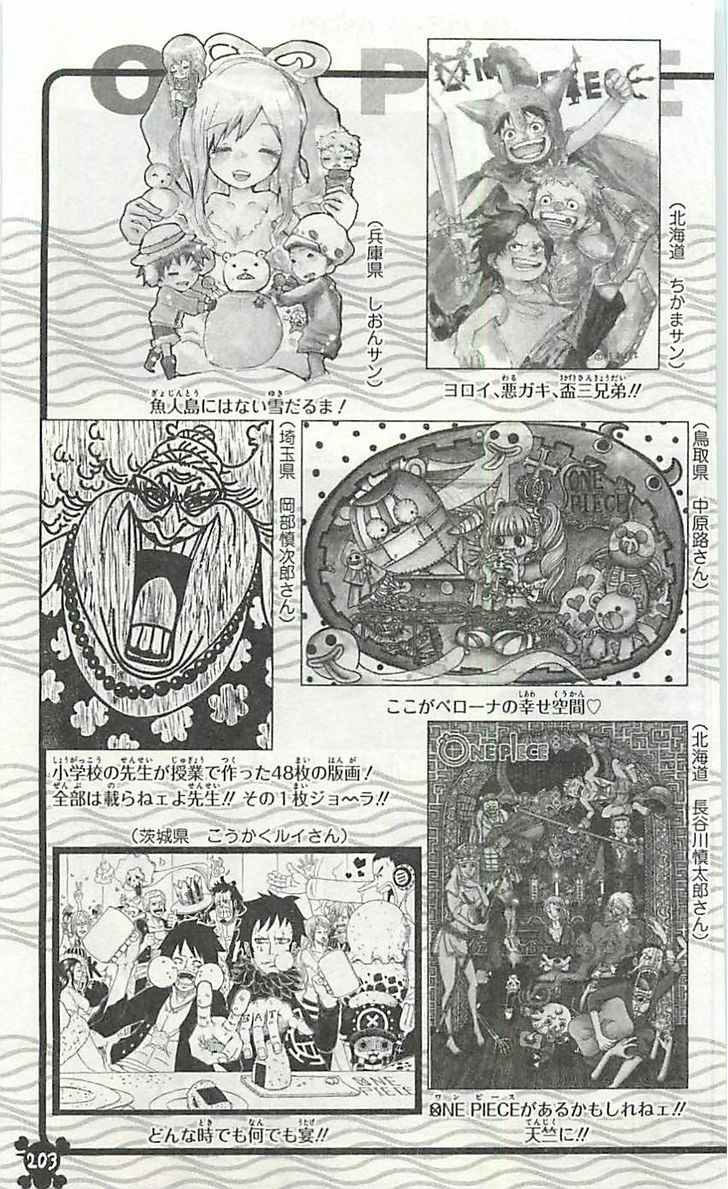 ONE PIECE
ONE PIECE
(北海道 ちかまサン)
ヨロイ、悪ガキ、盃三兄弟!!
(兵庫県 しおんサン)
魚人島にはない雪だるま!
(鳥取県 中原路さん)
ONE PIECE
ここがペローナの幸せ空間♡
(埼玉県 岡部慎次郎さん)
小学校の先生が授業で作った48枚の版画!
全部は載らねェよ先生!! その1枚ジョ〜ラ!!
(北海道 長谷川慎太郎さん)
ONE PIECE
ONE PIECEがあるかもしれねェ!!
天竺に!!
(茨城県 こうかくルイさん)
EAT
ONE PIECE
どんな時でも何でも宴!!
203